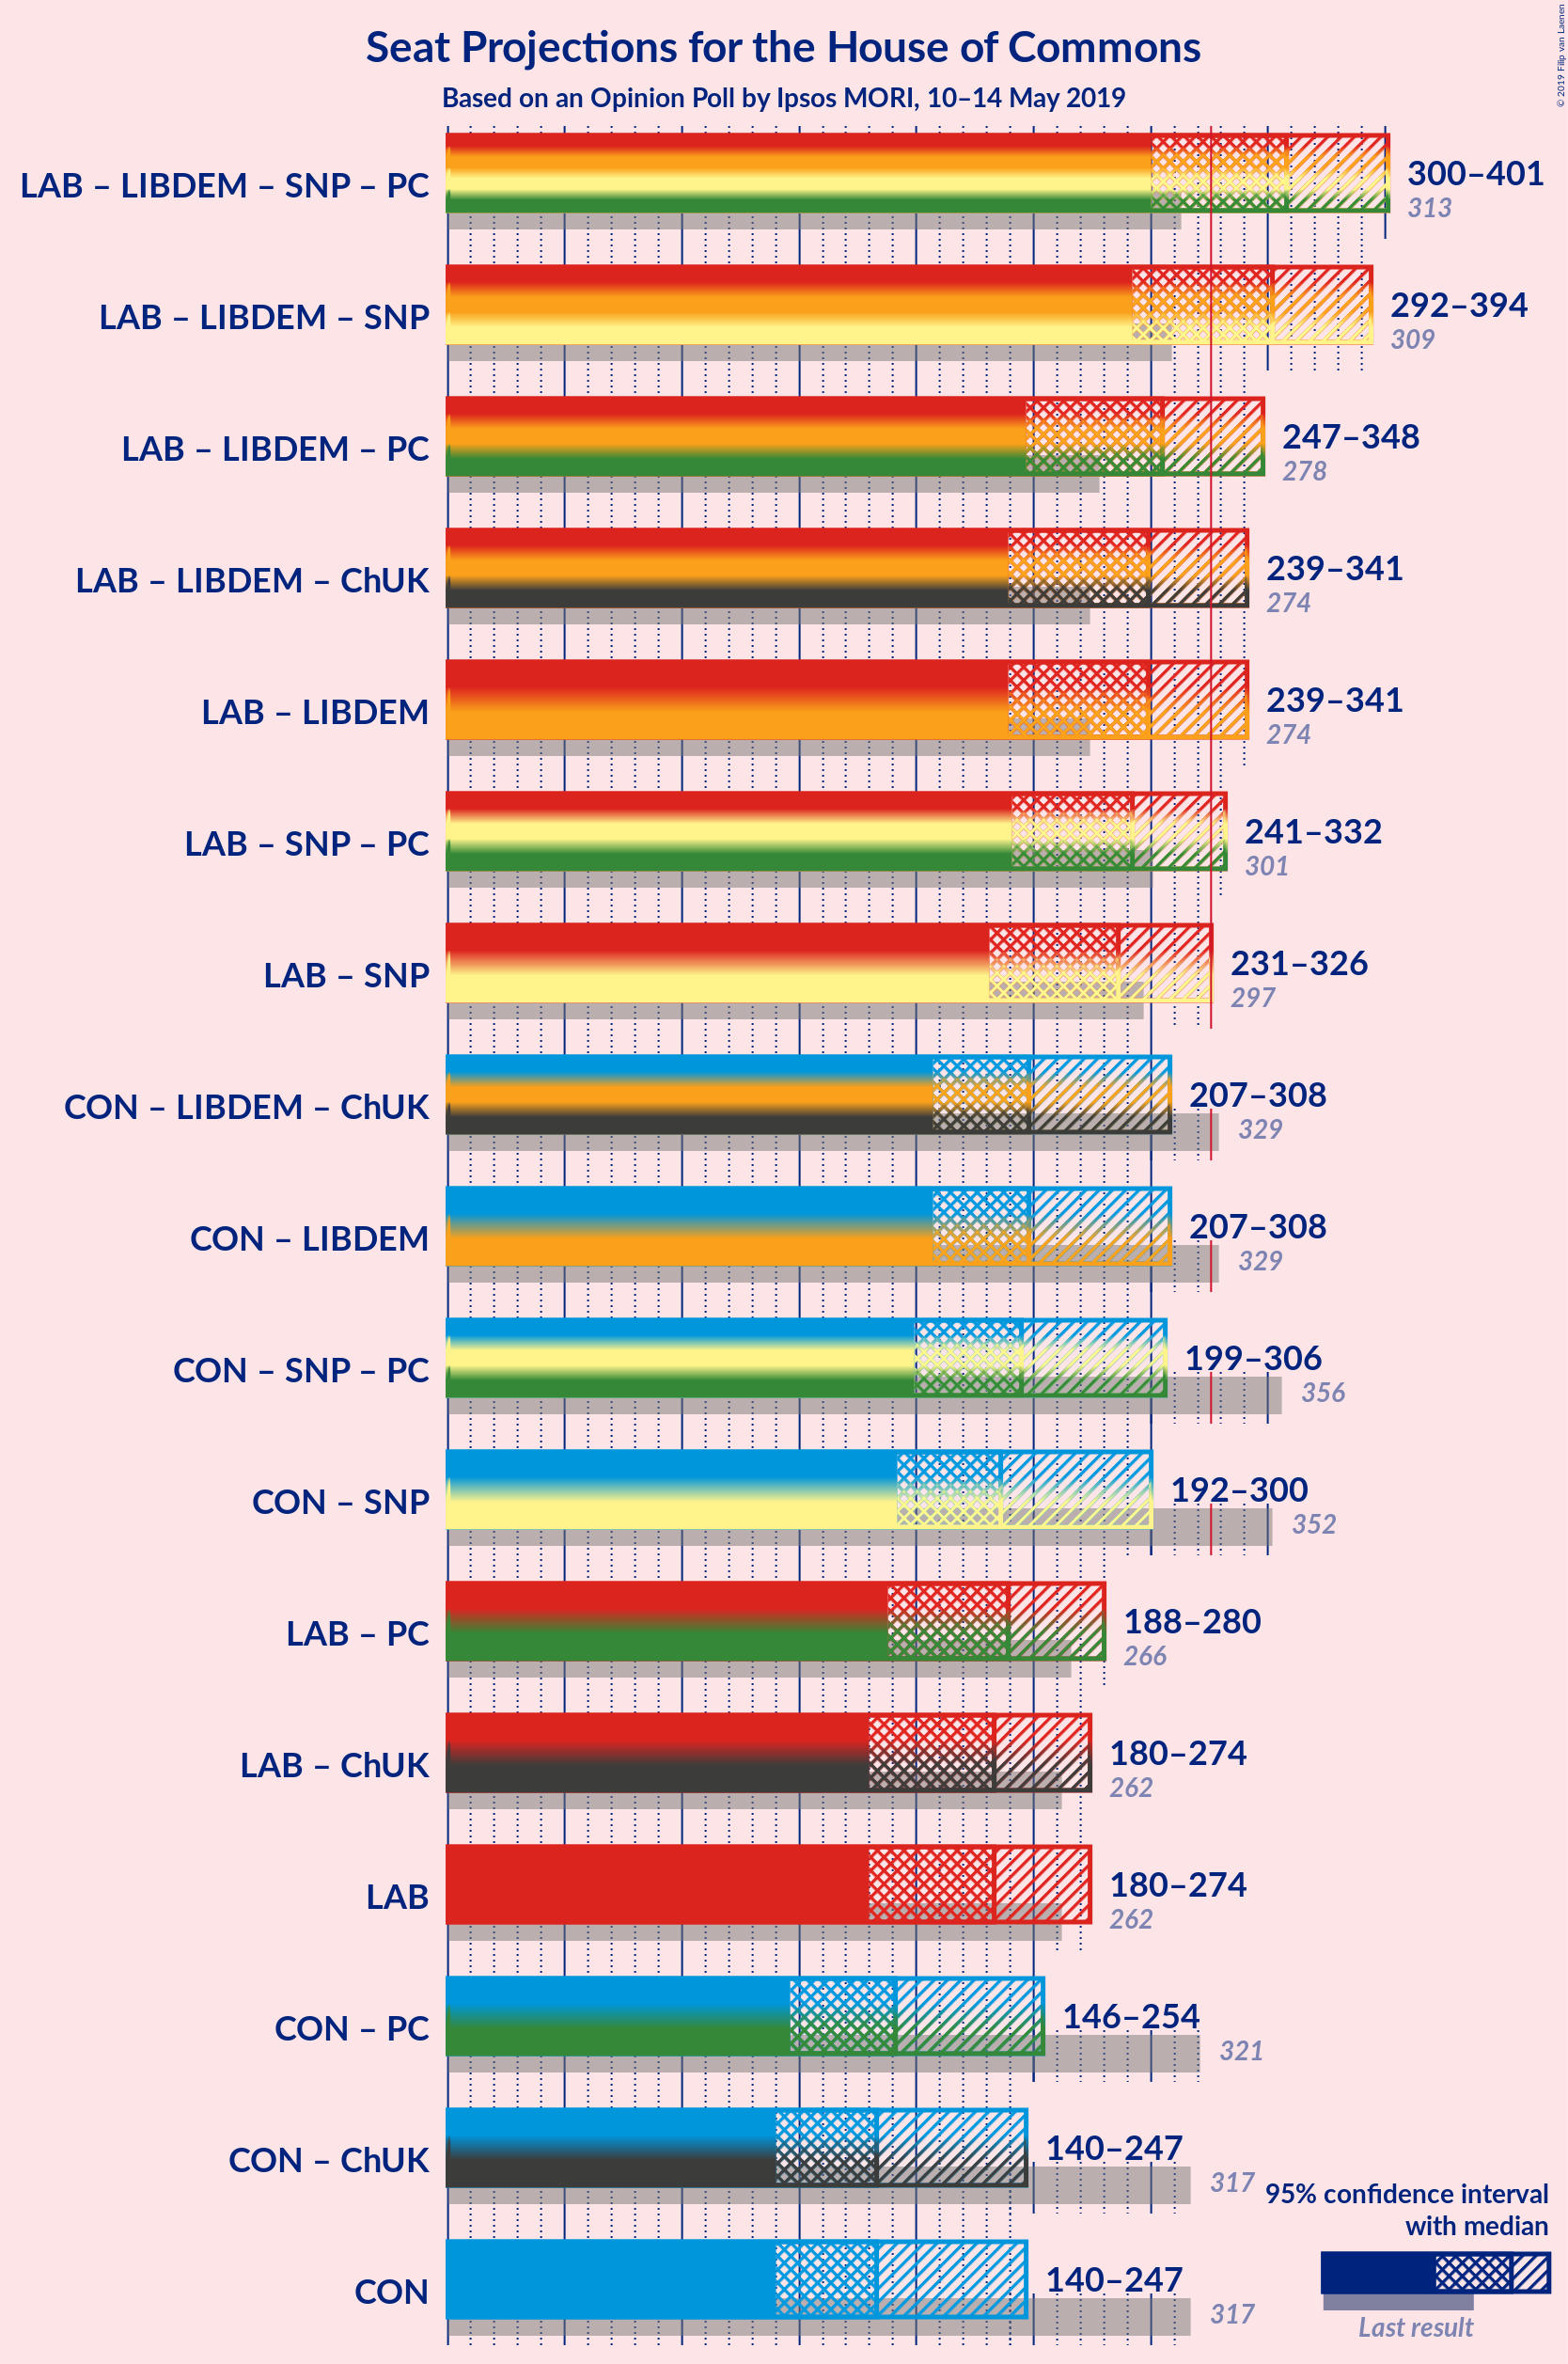 Seat Projections for the House of Commons
Based on an Opinion Poll by Ipsos MORI, 10–14 May 2019
© 2019 Filip van Laenen
LAB – LIBDEM – SNP – PC
300–401
313
LAB – LIBDEM – SNP
292–394
309
LAB – LIBDEM – PC
247–348
278
LAB – LIBDEM – ChUK
239–341
274
LAB – LIBDEM
239–341
274
LAB – SNP – PC
241–332
301
LAB – SNP
231–326
297
CON – LIBDEM – ChUK
207–308
329
CON – LIBDEM
207–308
329
CON – SNP – PC
199–306
356
CON – SNP
192–300
352
LAB – PC
188–280
266
LAB – ChUK
180–274
262
LAB
180–274
262
CON – PC
146–254
321
CON – ChUK
140–247
317
CON
140–247
317
95% confidence interval
with median
Last result